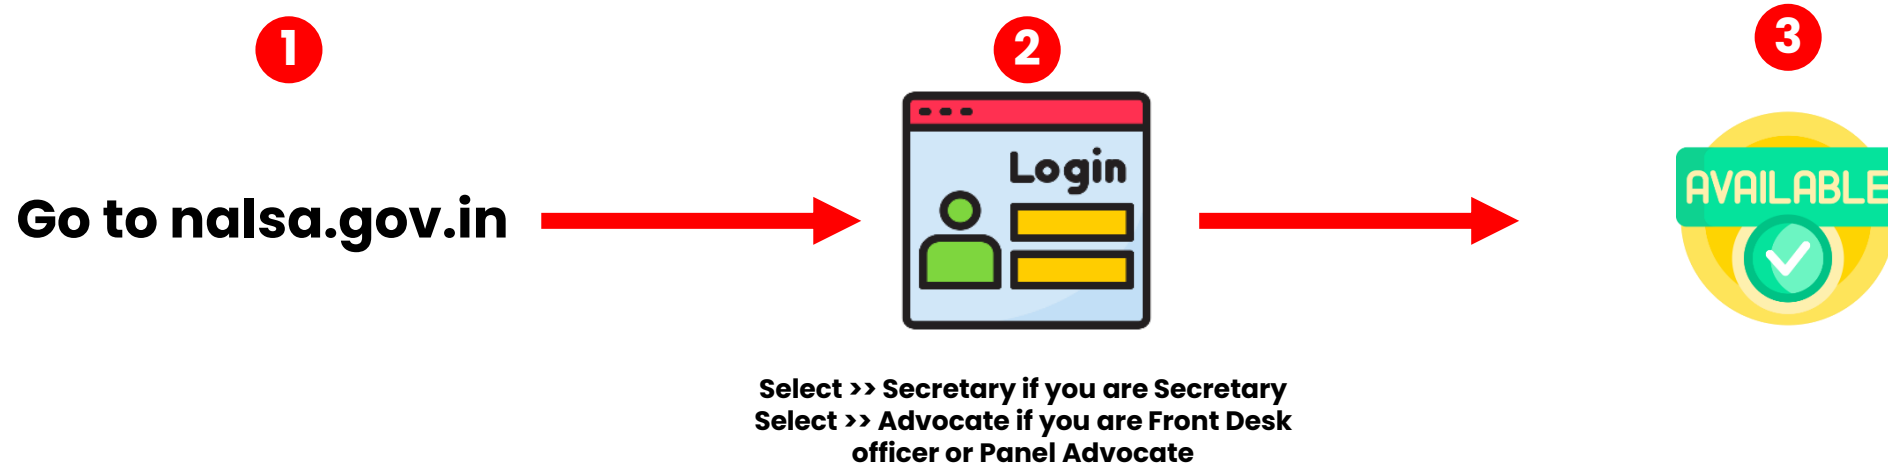 1
2
3
Go to nalsa.gov.in
Login
AVAILABLE
Select >> Secretary if you are Secretary
Select >> Advocate if you are Front Desk
officer or Panel Advocate